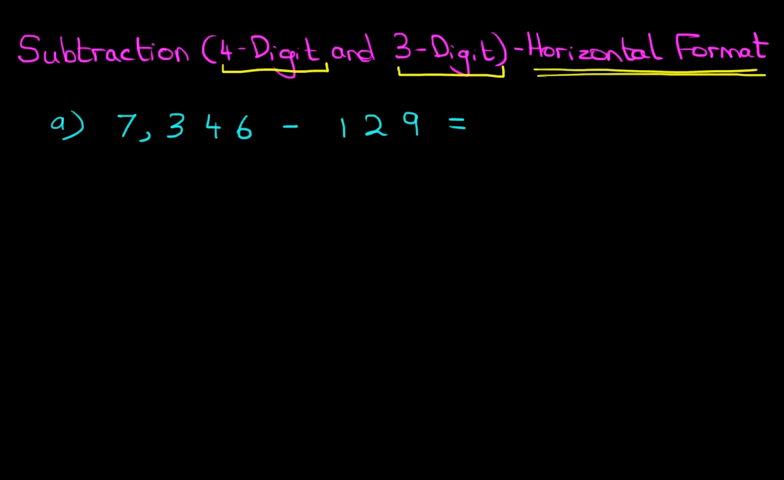 Subtraction (4-Digit and 3-Digit) - Horizontal Format
a) 7,346 - 129 =